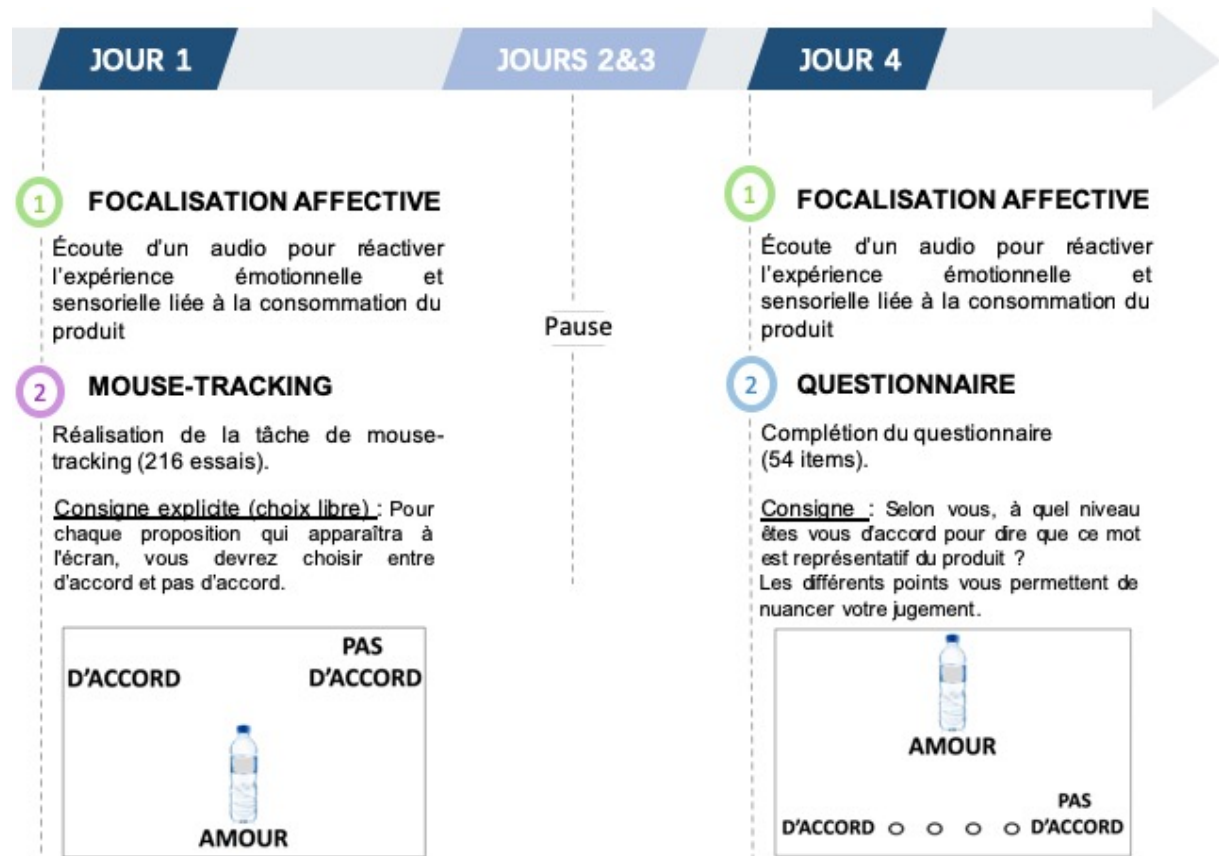 JOUR 1
JOURS 2&3
JOUR 4
1
FOCALISATION AFFECTIVE
Écoute d'un audio pour réactiver
l'expérience émotionnelle et
sensorielle liée à la consommation du
produit
2
MOUSE-TRACKING
Réalisation de la tâche de mouse-
tracking (216 essais).
Consigne explicite (choix libre) : Pour
chaque proposition qui apparaîtra à
l'écran, vous devrez choisir entre
d'accord et pas d'accord.
D'ACCORD
PAS
D'ACCORD
AMOUR
Pause
1
FOCALISATION AFFECTIVE
Écoute d'un audio pour réactiver
l'expérience émotionnelle et
sensorielle liée à la consommation du
produit
2
QUESTIONNAIRE
Complétion du questionnaire
(54 items).
Consigne : Selon vous, à quel niveau
êtes vous d'accord pour dire que ce mot
est représentatif du produit ?
Les différents points vous permettent de
nuancer votre jugement.
AMOUR
D'ACCORD
PAS
D'ACCORD